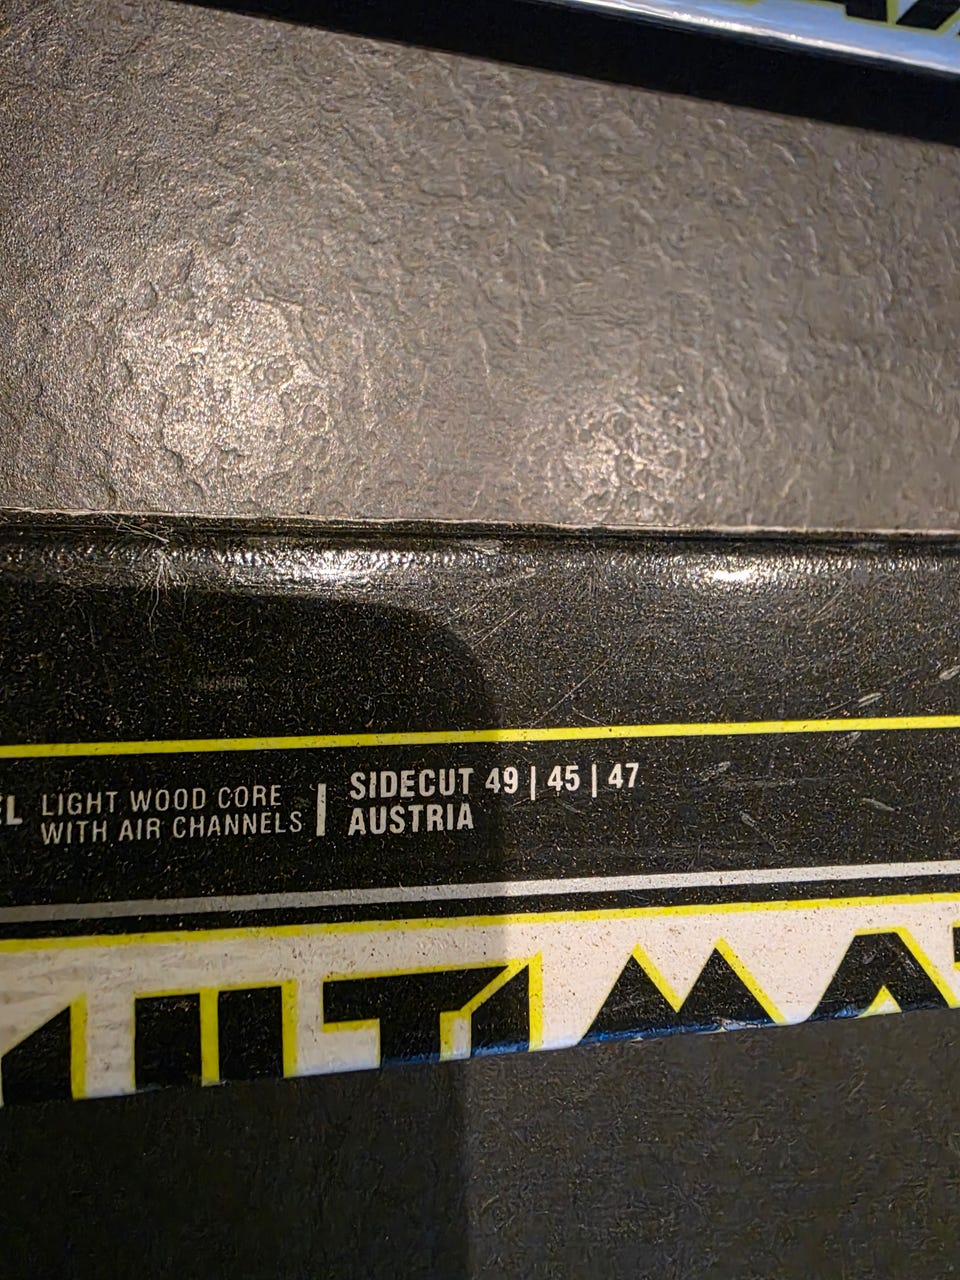 EL LIGHT WOOD CORE
WITH AIR CHANNELS
SIDECUT 49 | 45 | 47
AUSTRIA